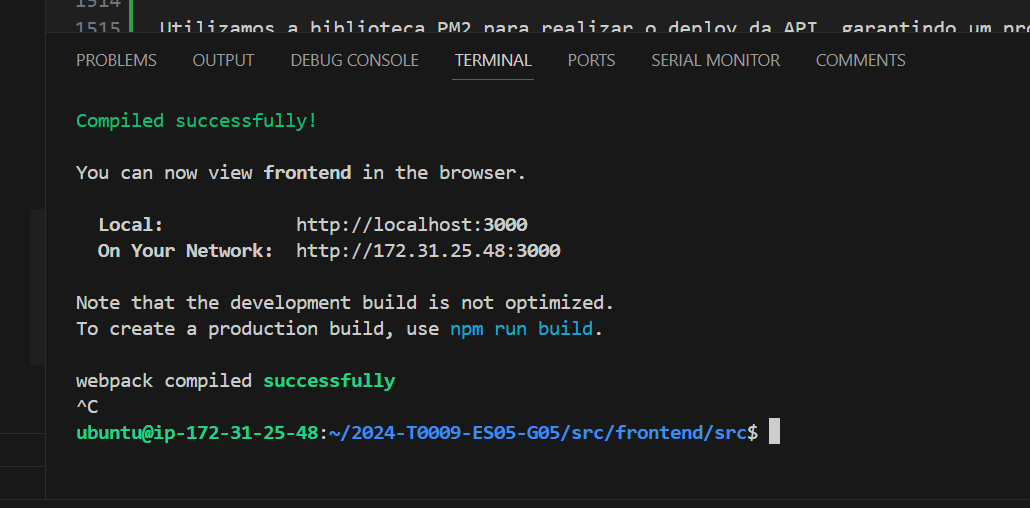 1514
1515 Utilizamos a biblioteca PM2 para realizar o deploy da API, garantindo um pro
PROBLEMS OUTPUT DEBUG CONSOLE TERMINAL PORTS SERIAL MONITOR COMMENTS
Compiled successfully!
You can now view frontend in the browser.
Local: http://localhost:3000
On Your Network: http://172.31.25.48:3000
Note that the development build is not optimized.
To create a production build, use npm run build.
webpack compiled successfully
^C
ubuntu@ip-172-31-25-48:~/2024-T0009-ES05-G05/src/frontend/src$